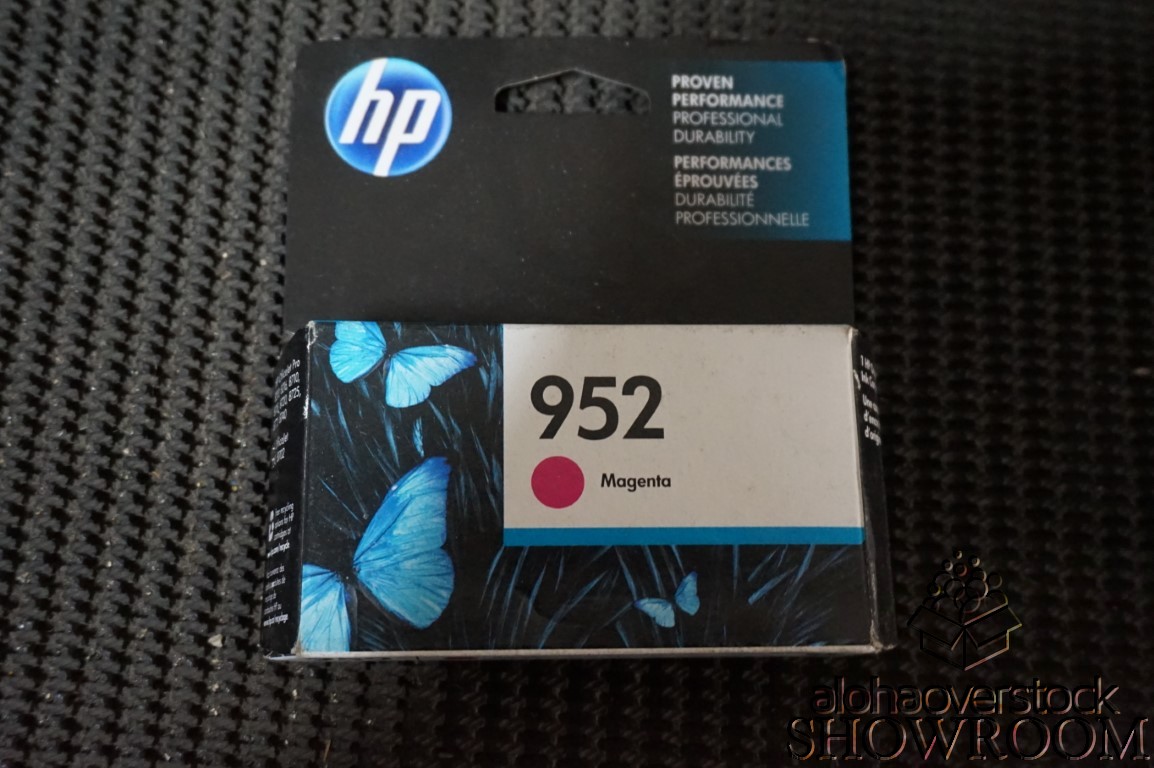 hp
PROVEN
PERFORMANCE
PROFESSIONAL
DURABILITY
PERFORMANCES
ÉPROUVÉES
DURABILITÉ
PROFESSIONNELLE
952
Magenta
alohaoverstock
SHOWROOM